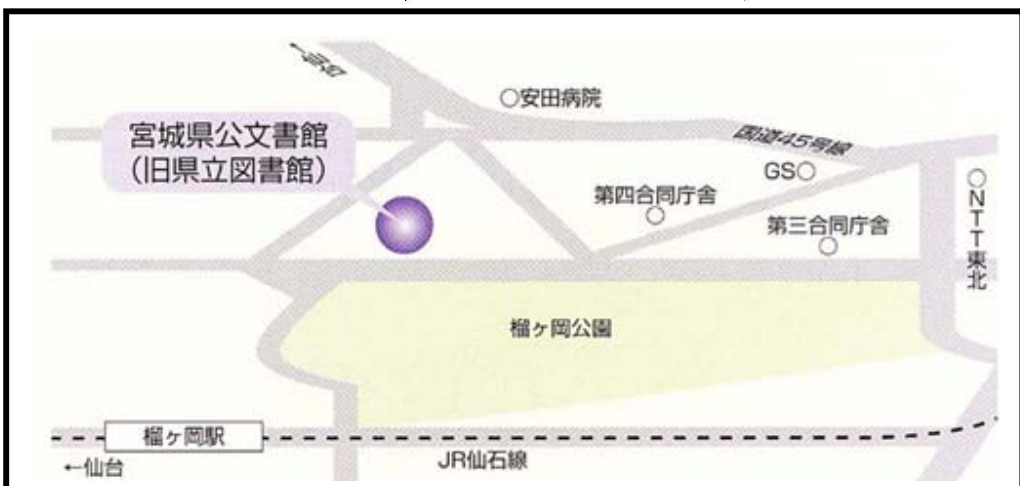 ○安田病院
宮城県公文書館
(旧県立図書館)
国道45号線
GS○
第四合同庁舎
第三合同庁舎
○NTT東北
榴ヶ岡公園
榴ヶ岡駅
JR仙石線
←仙台